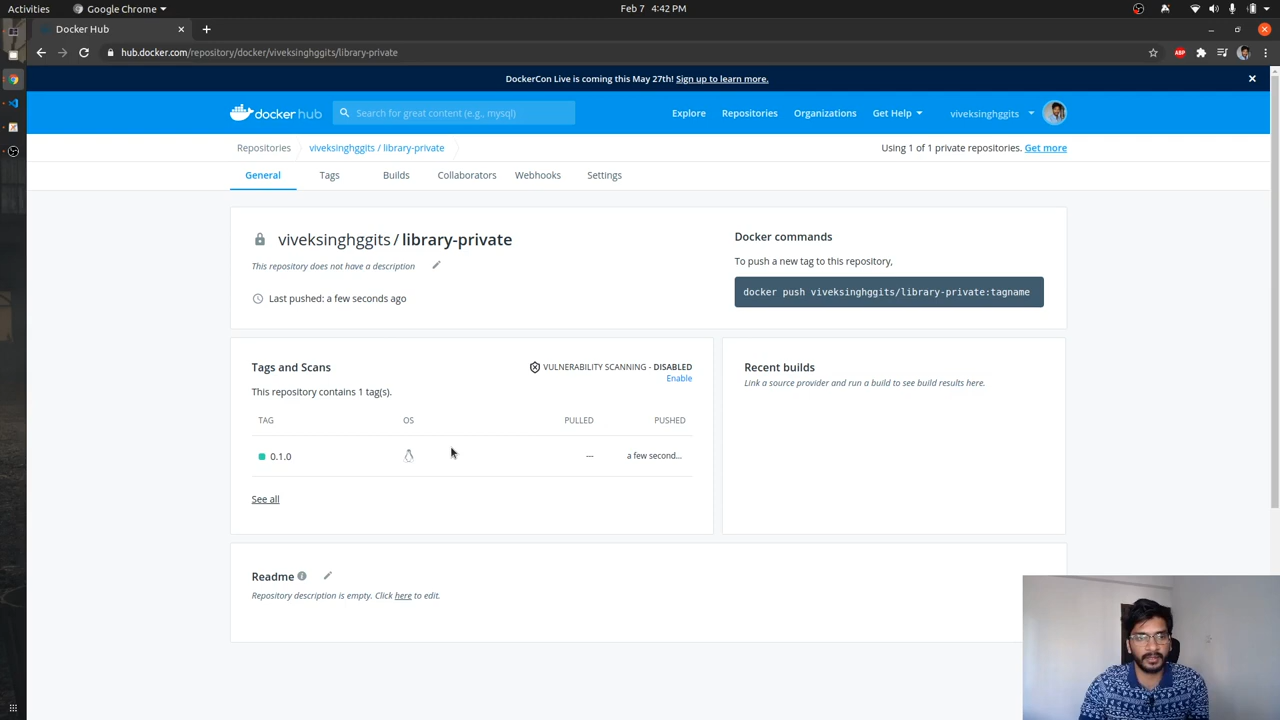 Activities
Google Chrome
Feb 7  4:42 PM
Docker Hub
hub.docker.com/repository/docker/viveksinghggits/library-private
ABP
DockerCon Live is coming this May 27th! Sign up to learn more.
docker hub
Search for great content (e.g., mysql)
Explore
Repositories
Organizations
Get Help
viveksinghggits
Repositories
viveksinghggits / library-private
Using 1 of 1 private repositories. Get more
General
Tags
Builds
Collaborators
Webhooks
Settings
viveksinghggits / library-private
This repository does not have a description
Last pushed: a few seconds ago
Docker commands
To push a new tag to this repository,
docker push viveksinghggits/library-private:tagname
Tags and Scans
VULNERABILITY SCANNING - DISABLED
Enable
This repository contains 1 tag(s).
TAG
OS
PULLED
PUSHED
0.1.0
---
a few second...
See all
Recent builds
Link a source provider and run a build to see build results here.
Readme
Repository description is empty. Click here to edit.